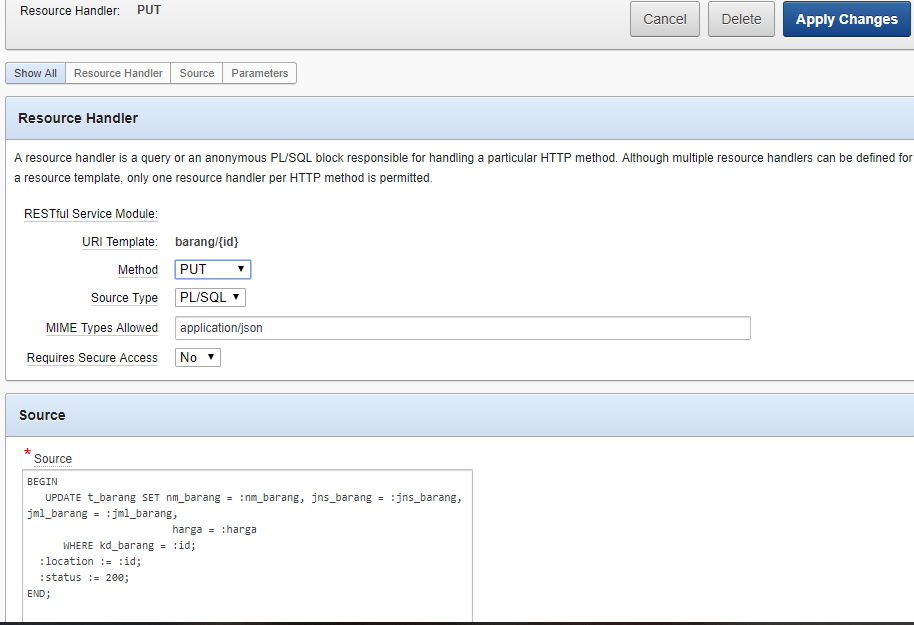 Resource Handler: PUT
Cancel Delete Apply Changes
Show All Resource Handler Source Parameters
Resource Handler
A resource handler is a query or an anonymous PL/SQL block responsible for handling a particular HTTP method. Although multiple resource handlers can be defined for
a resource template, only one resource handler per HTTP method is permitted.
RESTful Service Module:
URI Template: barang/{id}
Method PUT
Source Type PL/SQL
MIME Types Allowed application/json
Requires Secure Access No
Source
* Source
BEGIN
UPDATE t_barang SET nm_barang = :nm_barang, jns_barang = :jns_barang,
jml_barang = :jml_barang,
harga = :harga
WHERE kd_barang = :id;
:location := :id;
:status := 200;
END;